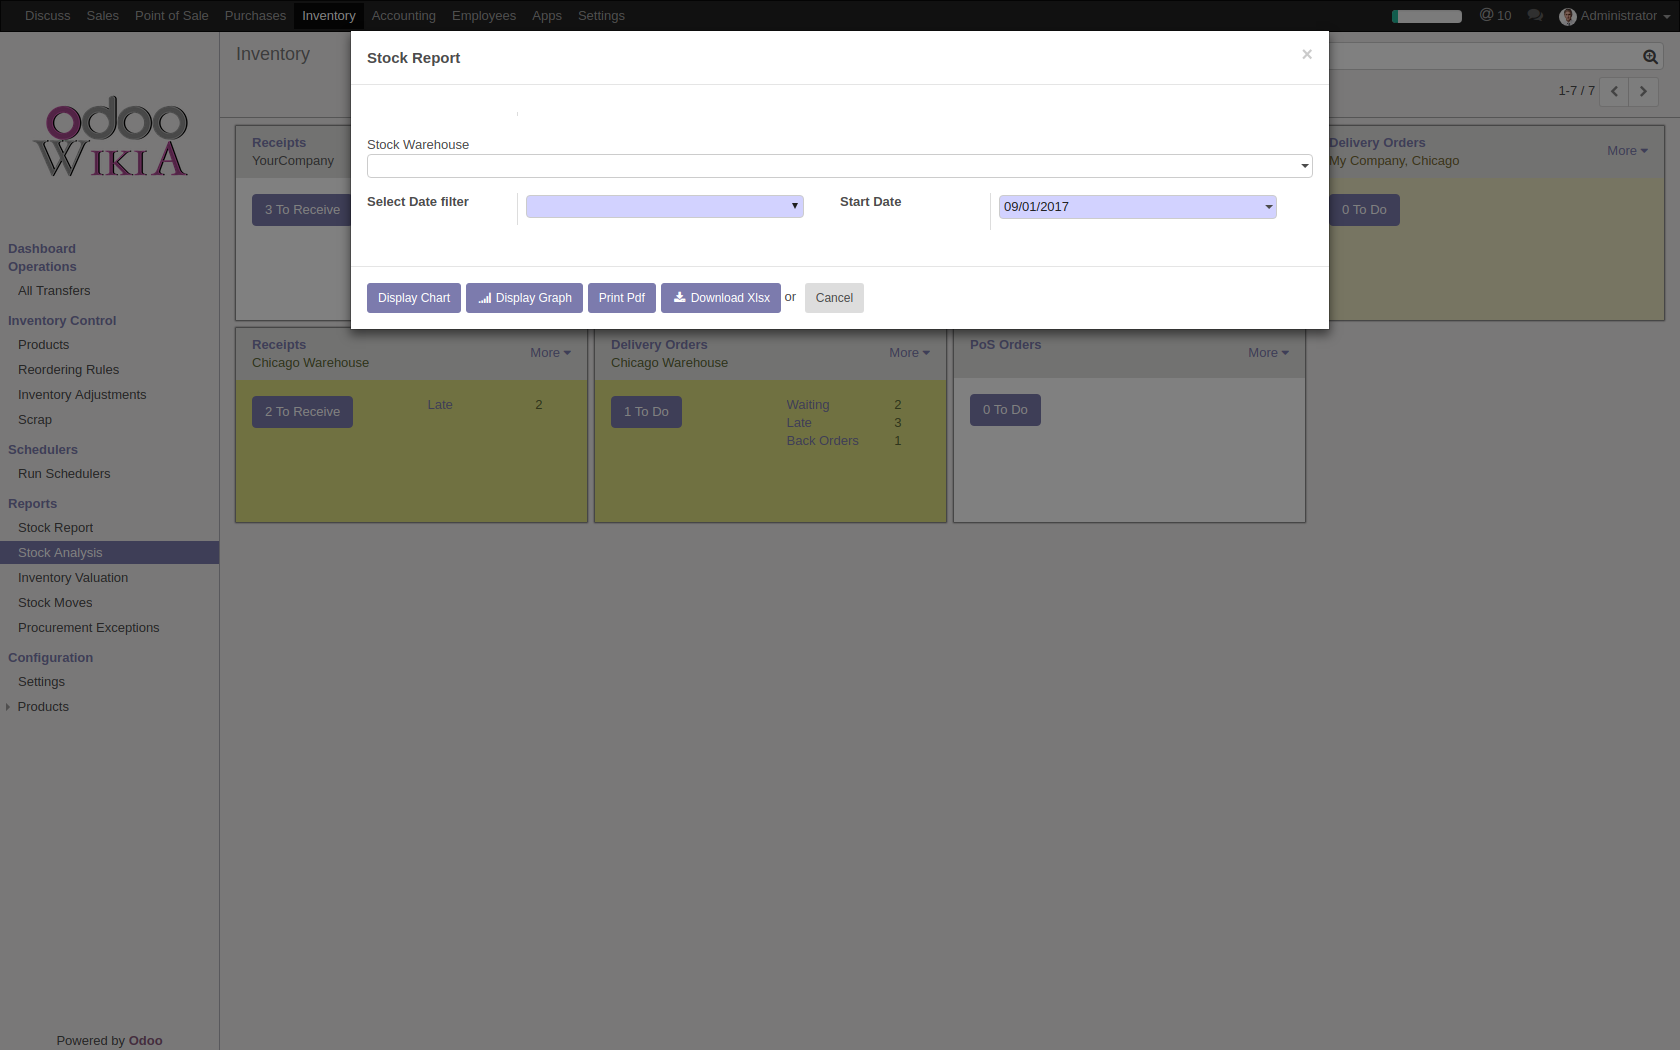 Discuss Sales Point of Sale Purchases Inventory Accounting Employees Apps Settings @ 10 Administrator
Inventory
1-7 / 7
odoo
WIKIA
Dashboard
Operations
All Transfers
Inventory Control
Products
Reordering Rules
Inventory Adjustments
Scrap
Schedulers
Run Schedulers
Reports
Stock Report
Stock Analysis
Inventory Valuation
Stock Moves
Procurement Exceptions
Configuration
Settings
Products
Powered by Odoo
Stock Report ×
Stock Warehouse
Select Date filter
Start Date 09/01/2017
Display Chart Display Graph Print Pdf Download Xlsx or Cancel
Receipts
YourCompany
3 To Receive
Delivery Orders
My Company, Chicago
More
0 To Do
Receipts
Chicago Warehouse
More
2 To Receive
Late 2
Delivery Orders
Chicago Warehouse
More
1 To Do
Waiting 2
Late 3
Back Orders 1
PoS Orders
More
0 To Do